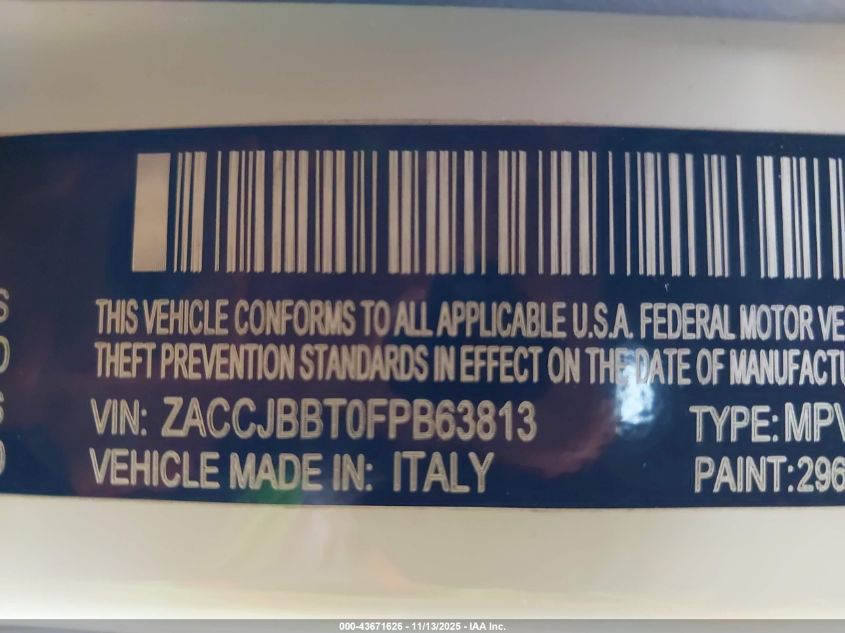 THIS VEHICLE CONFORMS TO ALL APPLICABLE U.S.A. FEDERAL MOTOR VE
THEFT PREVENTION STANDARDS IN EFFECT ON THE DATE OF MANUFACTU
VIN: ZACCJBBT0FPB63813 TYPE: MPV
VEHICLE MADE IN: ITALY PAINT: 296
000-43671626 - 11/13/2025 - IAA Inc.